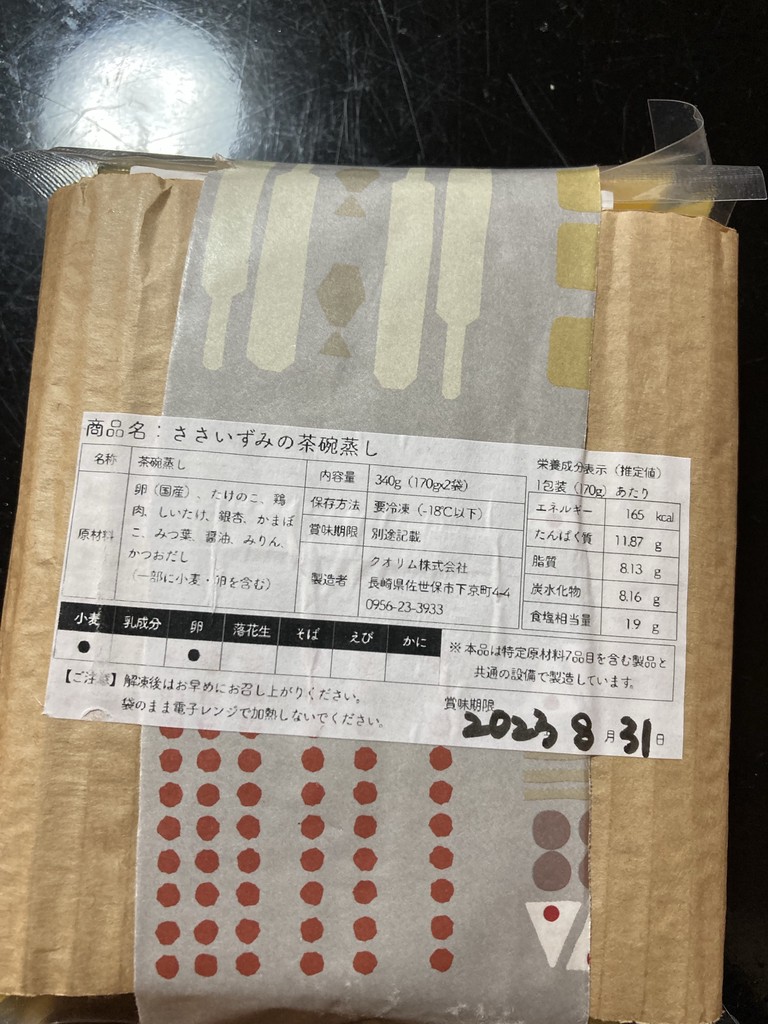 商品名:ささいずみの茶碗蒸し
名称 茶碗蒸し
原材料
卵(国産)、たけのこ、鶏
肉、しいたけ、銀杏、かまぼ
こ、みつ葉、醤油、みりん、
かつおだし
(一部に小麦・卵を含む)
内容量 340g(170g×2袋)
保存方法 要冷凍(-18℃以下)
賞味期限 別途記載
製造者
クオリム株式会社
長崎県佐世保市下京町4-4
0956-23-3933
栄養成分表示(推定値)
1包装(170g)あたり
エネルギー 165 kcal
たんぱく質 11.87 g
脂質 8.13 g
炭水化物 8.16 g
食塩相当量 1.9 g
小麦 乳成分 卵 落花生 そば えび かに
● ●
※本品は特定原材料7品目を含む製品と
共通の設備で製造しています。
【ご注意】解凍後はお早めにお召し上がりください。
袋のまま電子レンジで加熱しないでください。
賞味期限
2023 8月31日